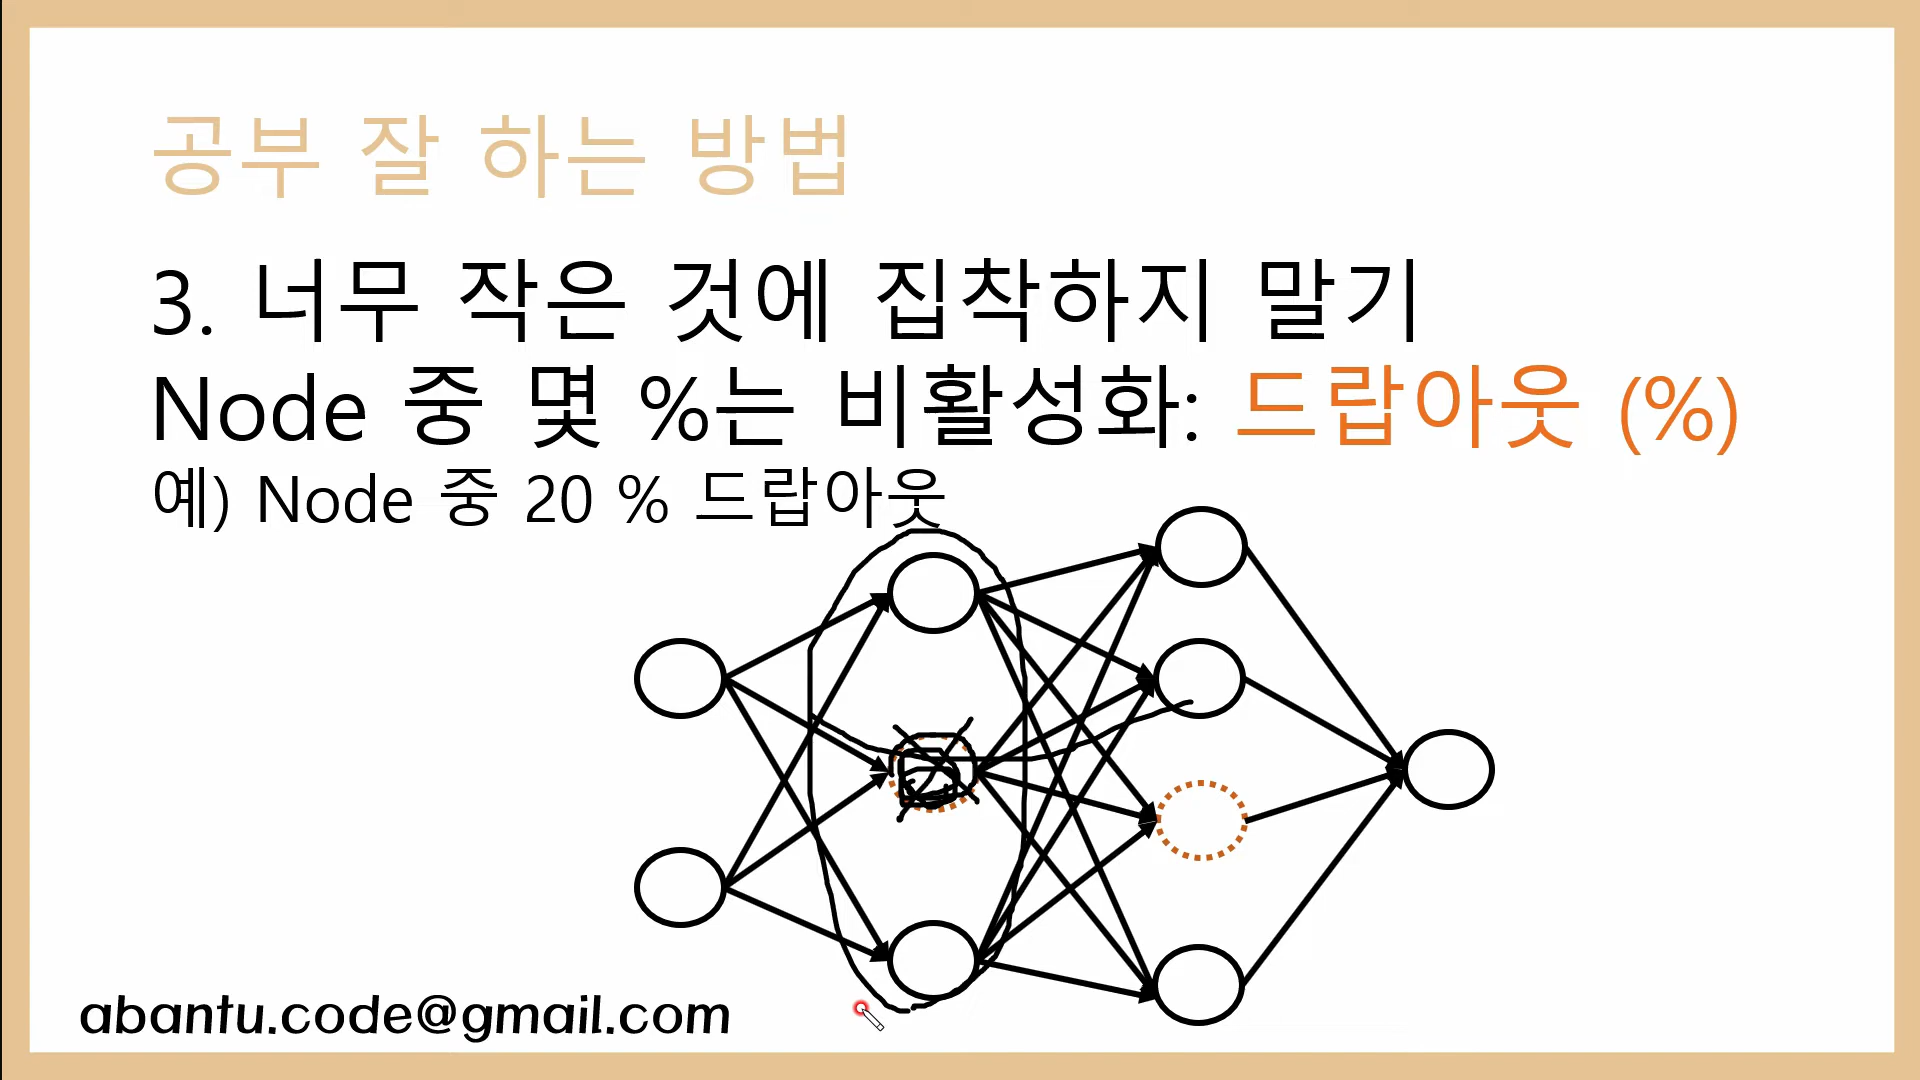 공부 잘 하는 방법
3. 너무 작은 것에 집착하지 말기
Node 중 몇 %는 비활성화: 드랍아웃 (%)
예) Node 중 20 % 드랍아웃
abantu.code@gmail.com